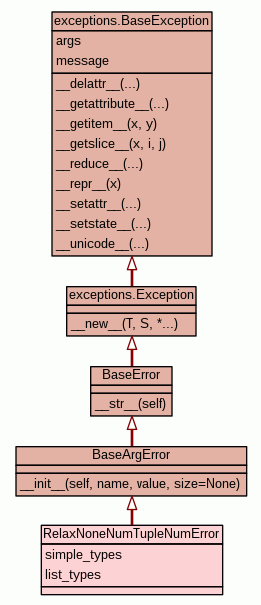 exceptions.BaseException
args
message
__delattr__(...)
__getattribute__(...)
__getitem__(x, y)
__getslice__(x, i, j)
__reduce__(...)
__repr__(x)
__setattr__(...)
__setstate__(...)
__unicode__(...)
exceptions.Exception
__new__(T, S, *...)
BaseError
__str__(self)
BaseArgError
__init__(self, name, value, size=None)
RelaxNoneNumTupleNumError
simple_types
list_types